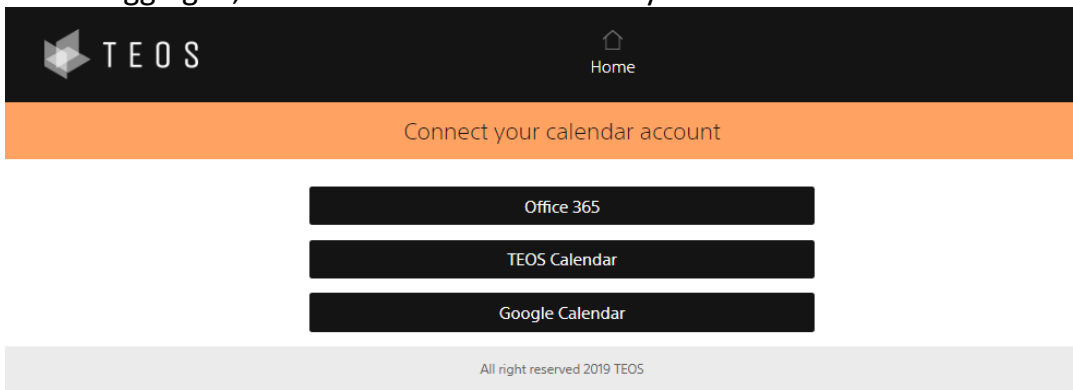 TEOS
Home
Connect your calendar account
Office 365
TEOS Calendar
Google Calendar
All right reserved 2019 TEOS